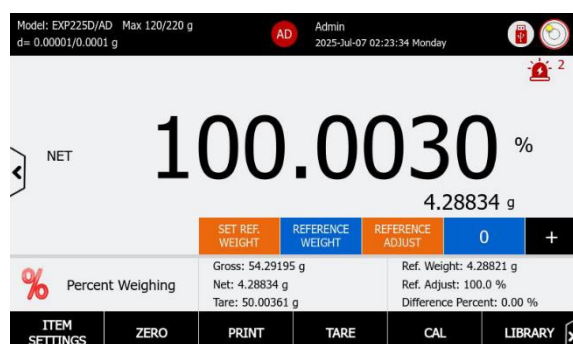 Model: EXP225D/AD Max 120/220 g
d= 0.00001/0.0001 g
AD
Admin
2025-Jul-07 02:23:34 Monday
2
NET
100.0030 %
4.28834 g
SET REF. WEIGHT
REFERENCE WEIGHT
REFERENCE ADJUST
0
+
% Percent Weighing
Gross: 54.29195 g
Net: 4.28834 g
Tare: 50.00361 g
Ref. Weight: 4.28821 g
Ref. Adjust: 100.0 %
Difference Percent: 0.00 %
ITEM SETTINGS
ZERO
PRINT
TARE
CAL
LIBRARY